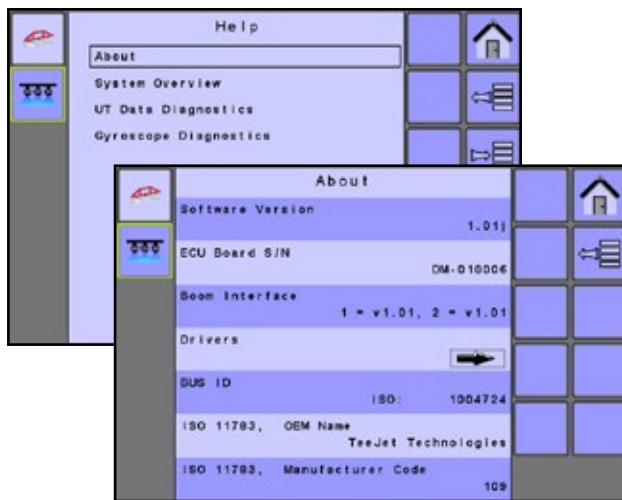 Help
About
System Overview
UT Data Diagnostics
Gyroscope Diagnostics
About
Software Version
1.01j
ECU Board S/N
DM-010006
Boom Interface
1 = v1.01, 2 = v1.01
Drivers
BUS ID
ISO: 1004724
ISO 11783, OEM Name
TeeJet Technologies
ISO 11783, Manufacturer Code
109